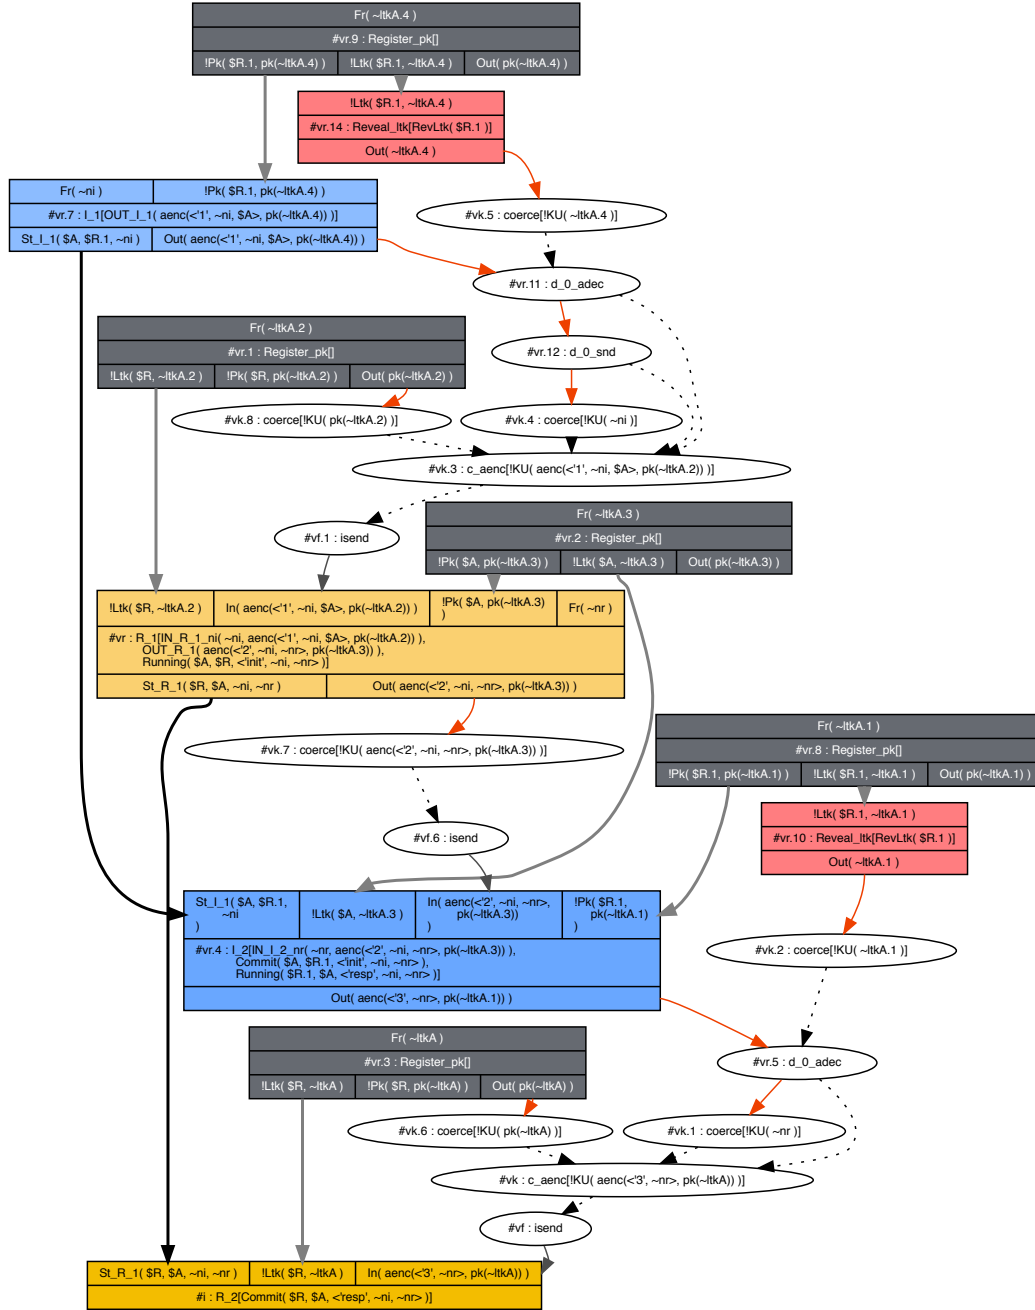 Fr( ~ltkA.4 )
#vr.9 : Register_pk[]
!Pk( $R.1, pk(~ltkA.4) ) !Ltk( $R.1, ~ltkA.4 ) Out( pk(~ltkA.4) )
!Ltk( $R.1, ~ltkA.4 )
#vr.14 : Reveal_ltk[RevLtk( $R.1 )]
Out( ~ltkA.4 )
Fr( ~ni ) !Pk( $R.1, pk(~ltkA.4) )
#vr.7 : I_1[OUT_I_1( aenc(<'1', ~ni, $A>, pk(~ltkA.4)) )]
St_I_1( $A, $R.1, ~ni ) Out( aenc(<'1', ~ni, $A>, pk(~ltkA.4)) )
#vk.5 : coerce[!KU( ~ltkA.4 )]
#vr.11 : d_0_adec
#vr.12 : d_0_snd
Fr( ~ltkA.2 )
#vr.1 : Register_pk[]
!Ltk( $R, ~ltkA.2 ) !Pk( $R, pk(~ltkA.2) ) Out( pk(~ltkA.2) )
#vk.8 : coerce[!KU( pk(~ltkA.2) )]
#vk.4 : coerce[!KU( ~ni )]
#vk.3 : c_aenc[!KU( aenc(<'1', ~ni, $A>, pk(~ltkA.2)) )]
#vf.1 : isend
Fr( ~ltkA.3 )
#vr.2 : Register_pk[]
!Pk( $A, pk(~ltkA.3) ) !Ltk( $A, ~ltkA.3 ) Out( pk(~ltkA.3) )
!Ltk( $R, ~ltkA.2 ) In( aenc(<'1', ~ni, $A>, pk(~ltkA.2)) ) !Pk( $A, pk(~ltkA.3) Fr( ~nr )
)
#vr : R_1[IN_R_1_ni( ~ni, aenc(<'1', ~ni, $A>, pk(~ltkA.2)) ),
OUT_R_1( aenc(<'2', ~ni, ~nr>, pk(~ltkA.3)) ),
Running( $A, $R, <'init', ~ni, ~nr> )]
St_R_1( $R, $A, ~ni, ~nr ) Out( aenc(<'2', ~ni, ~nr>, pk(~ltkA.3)) )
#vk.7 : coerce[!KU( aenc(<'2', ~ni, ~nr>, pk(~ltkA.3)) )]
Fr( ~ltkA.1 )
#vr.8 : Register_pk[]
!Pk( $R.1, pk(~ltkA.1) ) !Ltk( $R.1, ~ltkA.1 ) Out( pk(~ltkA.1) )
#vf.6 : isend
!Ltk( $R.1, ~ltkA.1 )
#vr.10 : Reveal_ltk[RevLtk( $R.1 )]
Out( ~ltkA.1 )
St_I_1( $A, $R.1,
~ni
)
!Ltk( $A, ~ltkA.3 )
In( aenc(<'2', ~ni, ~nr>,
pk(~ltkA.3))
)
!Pk( $R.1,
pk(~ltkA.1)
)
#vr.4 : I_2[IN_I_2_nr( ~nr, aenc(<'2', ~ni, ~nr>, pk(~ltkA.3)) ),
Commit( $A, $R.1, <'init', ~ni, ~nr> ),
Running( $R.1, $A, <'resp', ~ni, ~nr> )]
Out( aenc(<'3', ~nr>, pk(~ltkA.1)) )
#vk.2 : coerce[!KU( ~ltkA.1 )]
#vr.5 : d_0_adec
Fr( ~ltkA )
#vr.3 : Register_pk[]
!Ltk( $R, ~ltkA ) !Pk( $R, pk(~ltkA) ) Out( pk(~ltkA) )
#vk.6 : coerce[!KU( pk(~ltkA) )]
#vk.1 : coerce[!KU( ~nr )]
#vk : c_aenc[!KU( aenc(<'3', ~nr>, pk(~ltkA)) )]
#vf : isend
St_R_1( $R, $A, ~ni, ~nr ) !Ltk( $R, ~ltkA ) In( aenc(<'3', ~nr>, pk(~ltkA)) )
#i : R_2[Commit( $R, $A, <'resp', ~ni, ~nr> )]